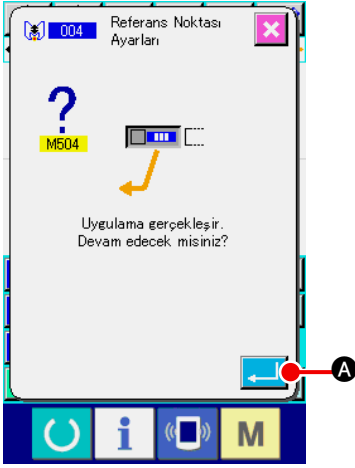 004
Referans Noktası
Ayarları
?
M504
Uygulama gerçekleşir.
Devam edecek misiniz?
A
i
M